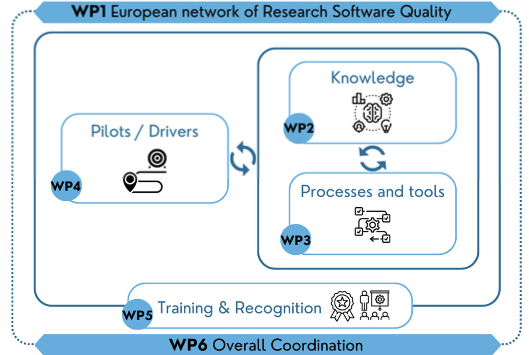 WP1 European network of Research Software Quality
Knowledge
WP2
Pilots / Drivers
WP4
Processes and tools
WP3
Training & Recognition
WP5
WP6 Overall Coordination